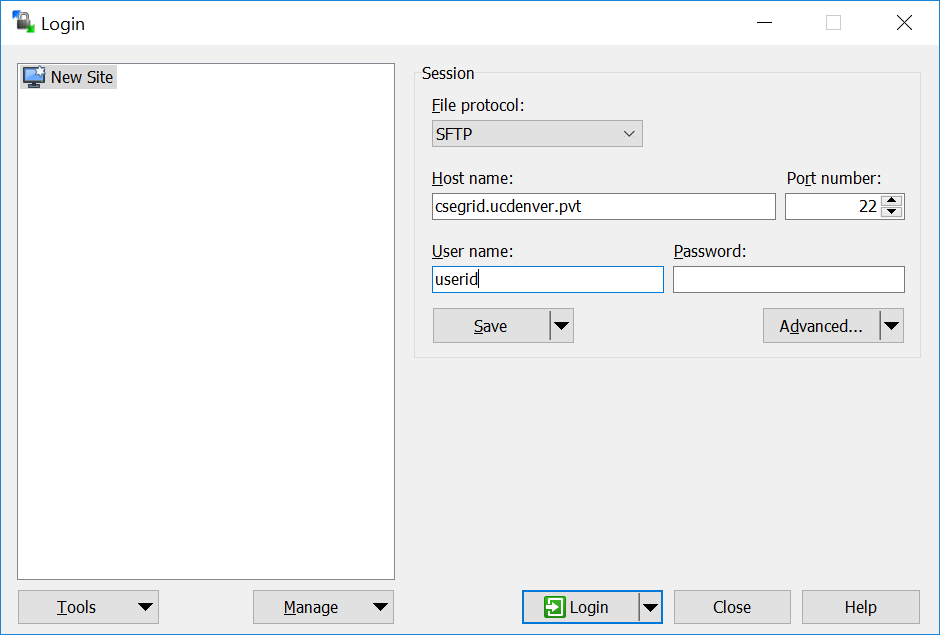 Login
New Site
Session
File protocol:
SFTP
Host name: Port number:
csegrid.ucdenver.pvt 22
User name: Password:
userid
Save Advanced...
Tools Manage Login Close Help